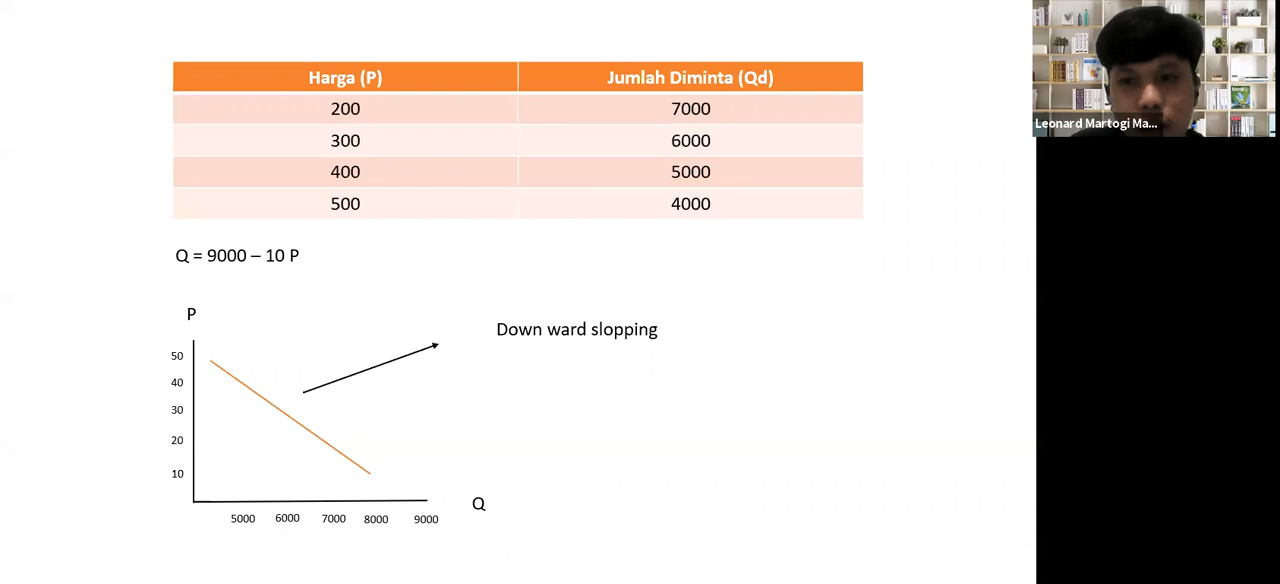 Harga (P) Jumlah Diminta (Qd)
200 7000
300 6000
400 5000
500 4000
Q = 9000 – 10 P
P
Down ward slopping
50
40
30
20
10
Q
5000 6000 7000 8000 9000
Leonard Martogi Ma...